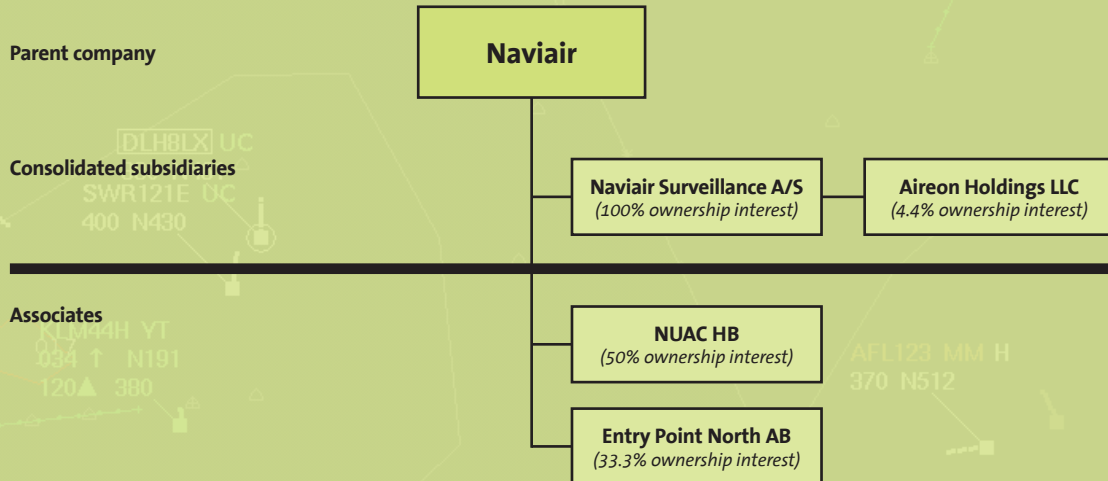 Parent company
Naviair
DLH8LX UC
Consolidated subsidiaries
SWR121E UC
400 N430
Naviair Surveillance A/S
(100% ownership interest)
Aireon Holdings LLC
(4.4% ownership interest)
Associates
KLM44H YT
034 ↑ N191
120▲ 380
NUAC HB
(50% ownership interest)
AFL123 MM H
370 N512
Entry Point North AB
(33.3% ownership interest)